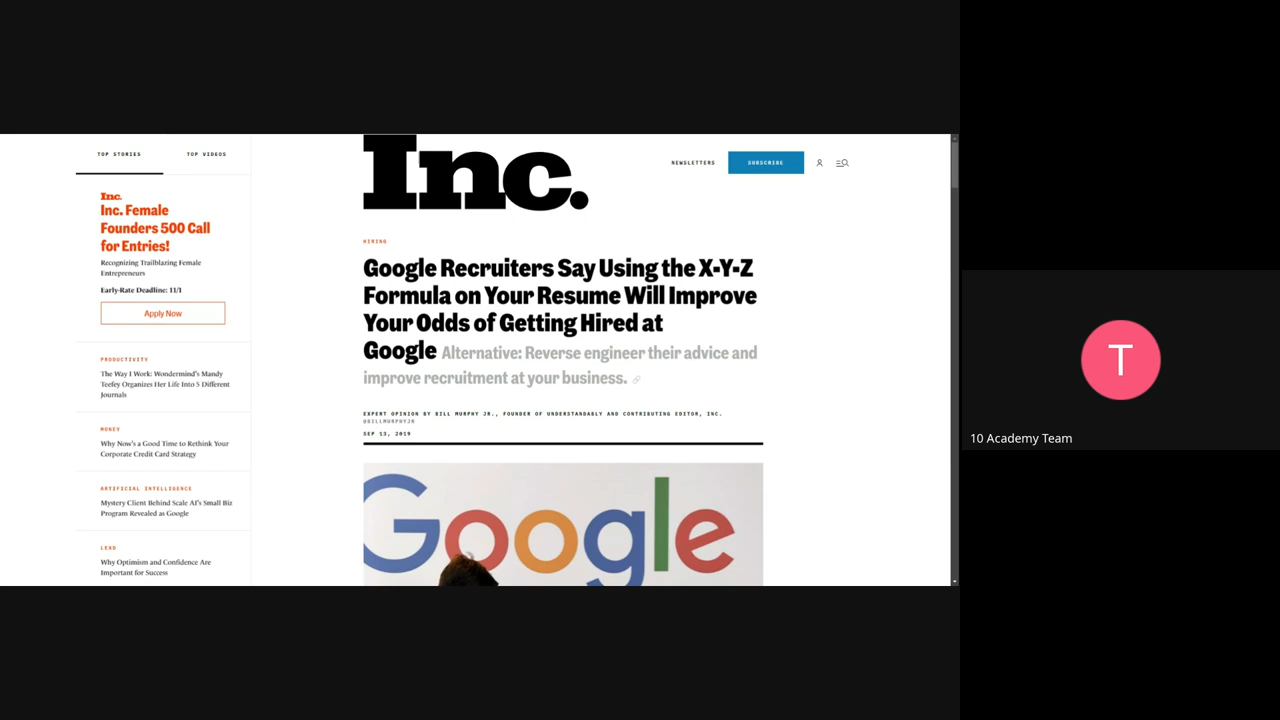 TOP STORIES
TOP VIDEOS
Inc.
Inc. Female
Founders 500 Call
for Entries!
Recognizing Trailblazing Female
Entrepreneurs
Early-Rate Deadline: 11/1
Apply Now
PRODUCTIVITY
The Way I Work: Wondermind's Mandy
Teefey Organizes Her Life Into 5 Different
Journals
MONEY
Why Now's a Good Time to Rethink Your
Corporate Credit Card Strategy
ARTIFICIAL INTELLIGENCE
Mystery Client Behind Scale AI's Small Biz
Program Revealed as Google
LEAD
Why Optimism and Confidence Are
Important for Success
Inc.
NEWSLETTERS
SUBSCRIBE
HIRING
Google Recruiters Say Using the X-Y-Z
Formula on Your Resume Will Improve
Your Odds of Getting Hired at
Google Alternative: Reverse engineer their advice and
improve recruitment at your business.
EXPERT OPINION BY BILL MURPHY JR., FOUNDER OF UNDERSTANDABLY AND CONTRIBUTING EDITOR, INC.
@BILLMURPHYJR
SEP 13, 2019
Google
T
10 Academy Team